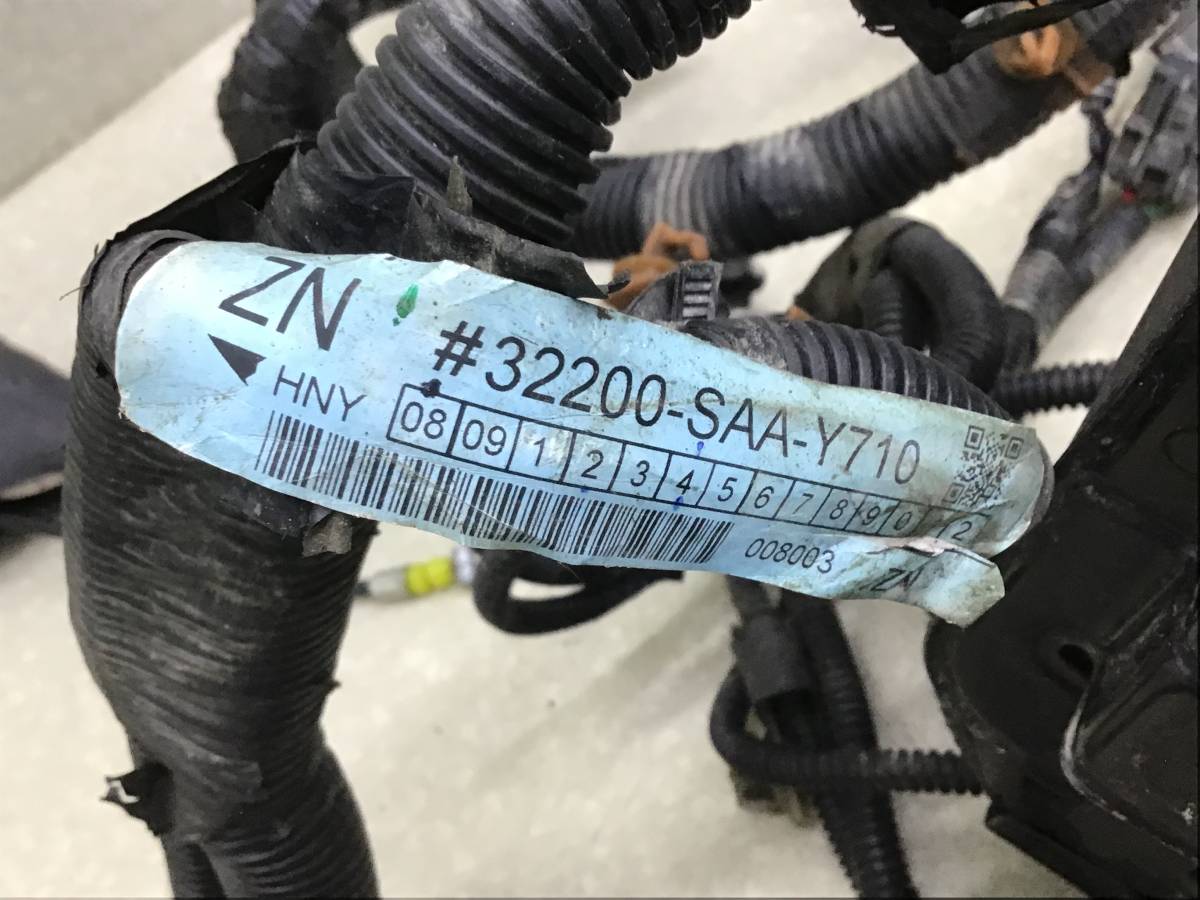 ZN
#32200-SAA-Y710
HNY
08 09 1 2 3 4 5 6 7 8 9 0 / 2
008003
ZN